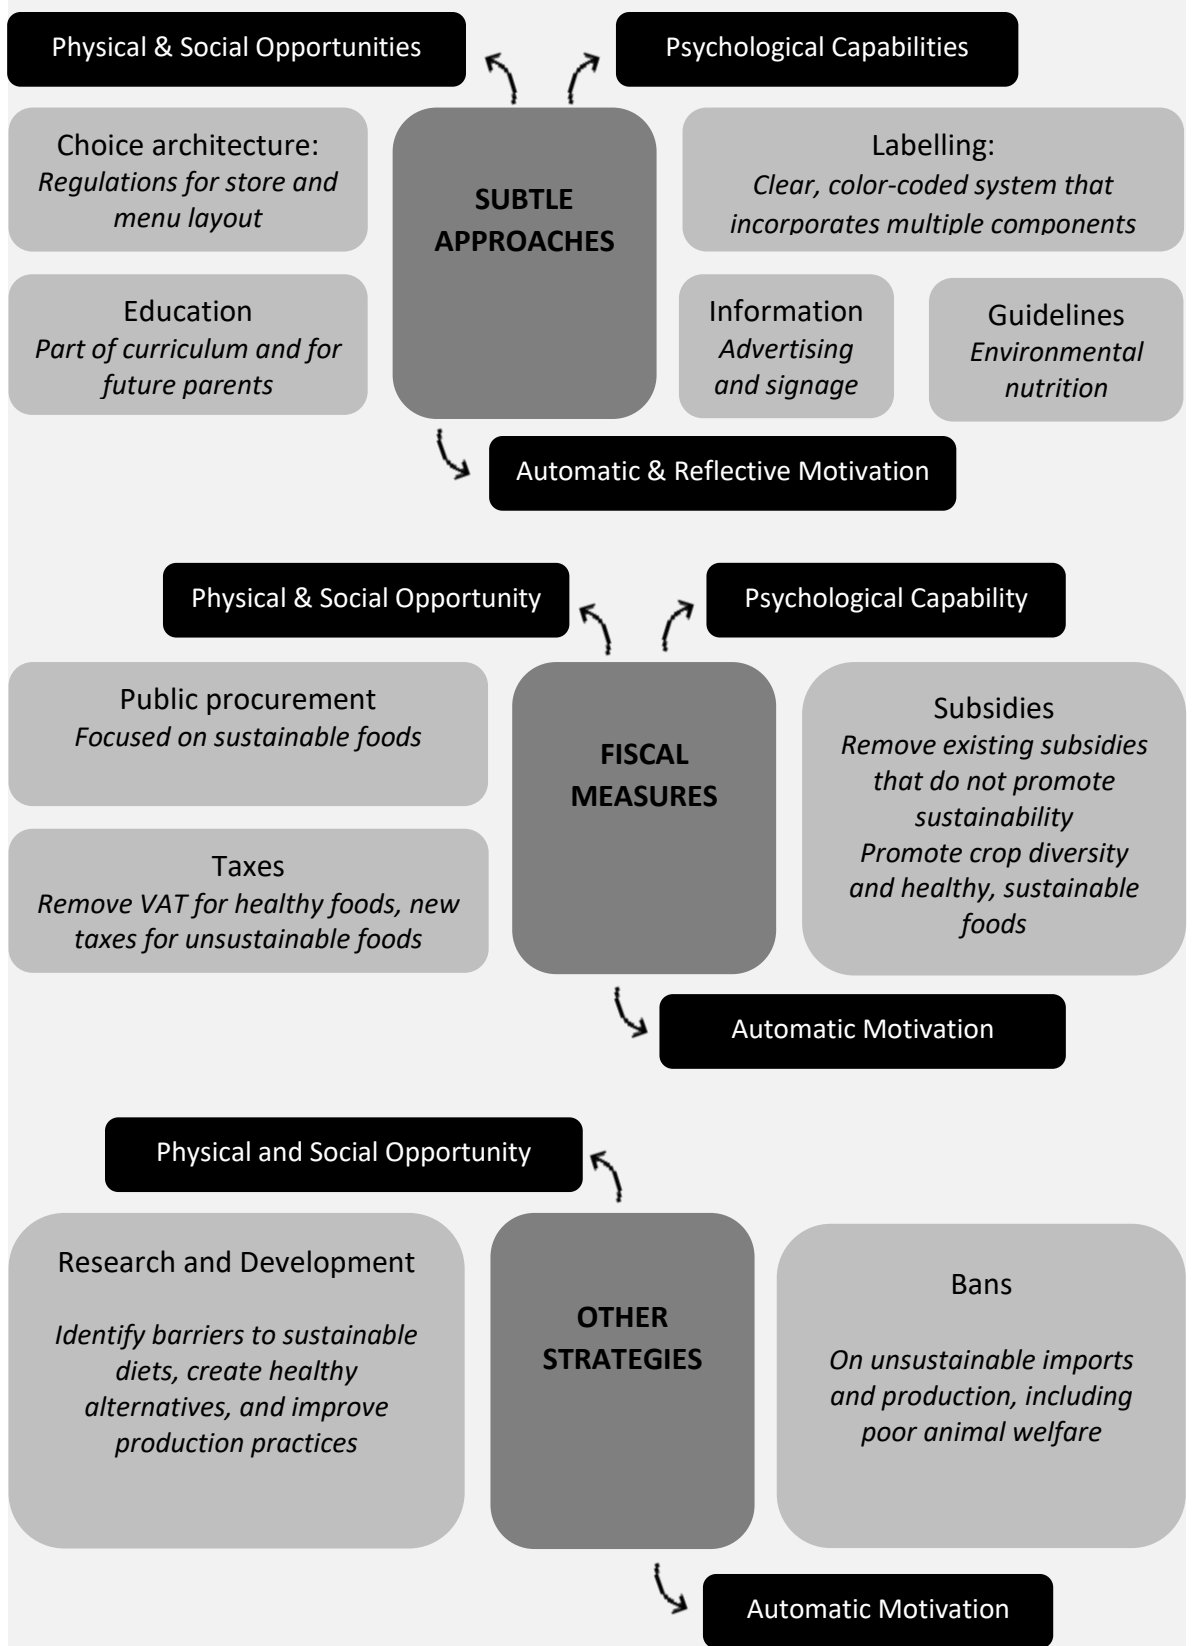 Physical & Social Opportunities
Psychological Capabilities
Choice architecture:
Regulations for store and
menu layout
SUBTLE
APPROACHES
Labelling:
Clear, color-coded system that
incorporates multiple components
Education
Part of curriculum and for
future parents
Information
Advertising
and signage
Guidelines
Environmental
nutrition
Automatic & Reflective Motivation
Physical & Social Opportunity
Psychological Capability
Public procurement
Focused on sustainable foods
FISCAL
MEASURES
Subsidies
Remove existing subsidies
that do not promote
sustainability
Promote crop diversity
and healthy, sustainable
foods
Taxes
Remove VAT for healthy foods, new
taxes for unsustainable foods
Automatic Motivation
Physical and Social Opportunity
Research and Development
Identify barriers to sustainable
diets, create healthy
alternatives, and improve
production practices
OTHER
STRATEGIES
Bans
On unsustainable imports
and production, including
poor animal welfare
Automatic Motivation